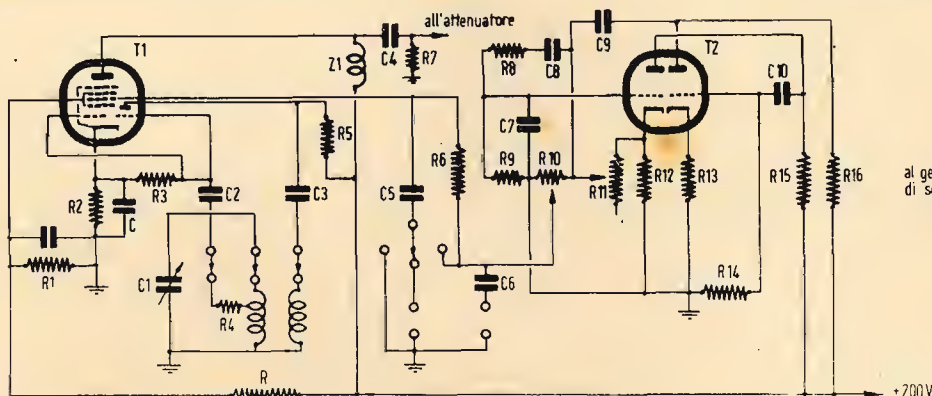 all'attenuatore
T1
C4
R7
Z1
C9
T2
R8
C8
C10
C7
R5
R6
R9
R10
R11
R12
R13
R15
R16
al ge
di s
R2
C
R3
C2
C3
C5
R1
C1
R4
C6
R14
R
+200V